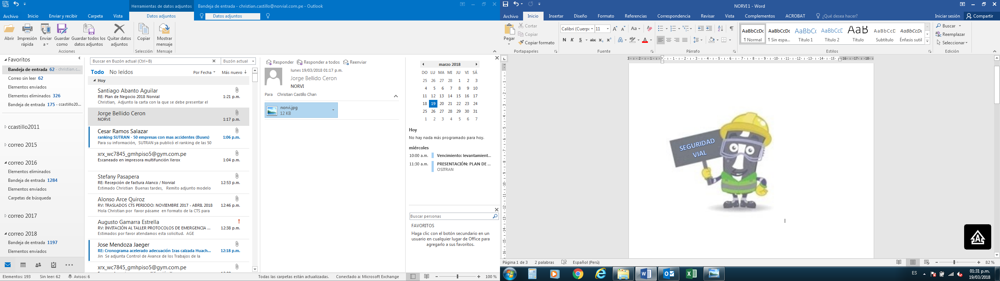 Herramientas de datos adjuntos
Bandeja de entrada - christian.castillo@norvial.com.pe - Outlook
Archivo Inicio Enviar y recibir Carpeta Vista Datos adjuntos Datos adjuntos
Abrir
Impresión rápida
Enviar a
Guardar como
Guardar todos los datos adjuntos
Quitar datos adjuntos
Copiar
Mostrar mensaje
Acciones Selección Mensaje
Favoritos
Bandeja de entrada 62 - christian.c...
Correo sin leer 62
Elementos enviados
Elementos eliminados 326
Bandeja de entrada 175 - ccastillo20...
ccastillo2011
correo 2015
correo 2016
Elementos eliminados
Bandeja de entrada 1284
Elementos enviados
Carpetas de búsqueda
correo 2017
correo 2018
Bandeja de entrada 1197
Elementos enviados
Buscar en Buzón actual (Ctrl+B) Buzón actual
Todo No leídos Por Fecha Más nuevo
Hoy
Santiago Abanto Aguilar
RE: Plan de Negocio 2018 Norvial 1:21 p.m.
Christian, Adjunto la carta con la que se debe presentar el
Jorge Bellido Ceron
NORVI 1:17 p.m.
Cesar Ramos Salazar
ranking SUTRAN - 50 empresas con mas accidentes (Buses) 1:06 p.m.
Para su información, SUTRAN ya publicó el ranking de las 50
xrx_wc7845_gmhpiso5@gym.com.pe
Escaneado en impresora multifunción Xerox 1:04 p.m.
Stefany Pasapera
RE: Recepción de factura Alanco / Norvial 12:53 p.m.
Estimado Christian Buenas tardes, Remito adjunto modelo
Alonso Arce Quiroz
RV: TRASLADOS CTS PERIODO: NOVIEMBRE 2017 - ABRIL 2018 12:46 p.m.
Hola Christian por favor pásame en formato de la CTS para
Augusto Gamarra Estrella
RV: INVITACIÓN AL TALLER PROTOCOLOS DE EMERGENCIA ... 12:38 p.m.
Estimados por favor atendamos esta solicitud. AGE
Jose Mendoza Jaeger
RE: Cronograma acelerado adecuación 1ras calzada Huach... 12:18 p.m.
Jin Se adjunta Control de Avance de los Trabajos de la
xrx_wc7845_gmhpiso5@gym.com.pe
Responder Responder a todos Reenviar
lunes 19/03/2018 01:17 p.m.
Jorge Bellido Ceron
NORVI
Para Christian Castillo Chan
norvi.jpg
12 KB
marzo 2018
DO LU MA MI JU VI SÁ
25 26 27 28 1 2 3
4 5 6 7 8 9 10
11 12 13 14 15 16 17
18 19 20 21 22 23 24
25 26 27 28 29 30 31
1 2 3 4 5 6 7
Hoy
No hay nada más programado para hoy.
miércoles
10:00 a.m. Vencimiento: levantamient...
11:30 a.m. PRESENTACIÓN: PLAN DE ...
OSITRAN
Buscar personas
FAVORITOS
Haga clic con el botón secundario en un
usuario en cualquier lugar de Office para
agregarlo a sus favoritos.
Elementos: 193 Sin leer: 62 Avisos: 6 Todas las carpetas están actualizadas. Conectado a: Microsoft Exchange 100 %
NORVI 1 - Word
Archivo Inicio Insertar Diseño Formato Referencias Correspondencia Revisar Vista Complementos ACROBAT ¿Qué desea hacer? Iniciar sesión Compartir
Pegar
Cortar
Copiar
Copiar formato
Calibri (Cuerpo 11
N K S abc x₂ x²
AaBbCcDc AaBbCcDc AaBbCc AaBbCcE AaB AaBbCcD AaBbCcDc
¶ Normal ¶ Sin espa... Título 1 Título 2 Título Subtítulo Énfasis sutil
Buscar
Reemplazar
Seleccionar
Portapapeles Fuente Párrafo Estilos Edición
SEGURIDAD
VIAL
Página 1 de 3 2 palabras Español (Perú) 82 %
ES 01:31 p.m.
19/03/2018